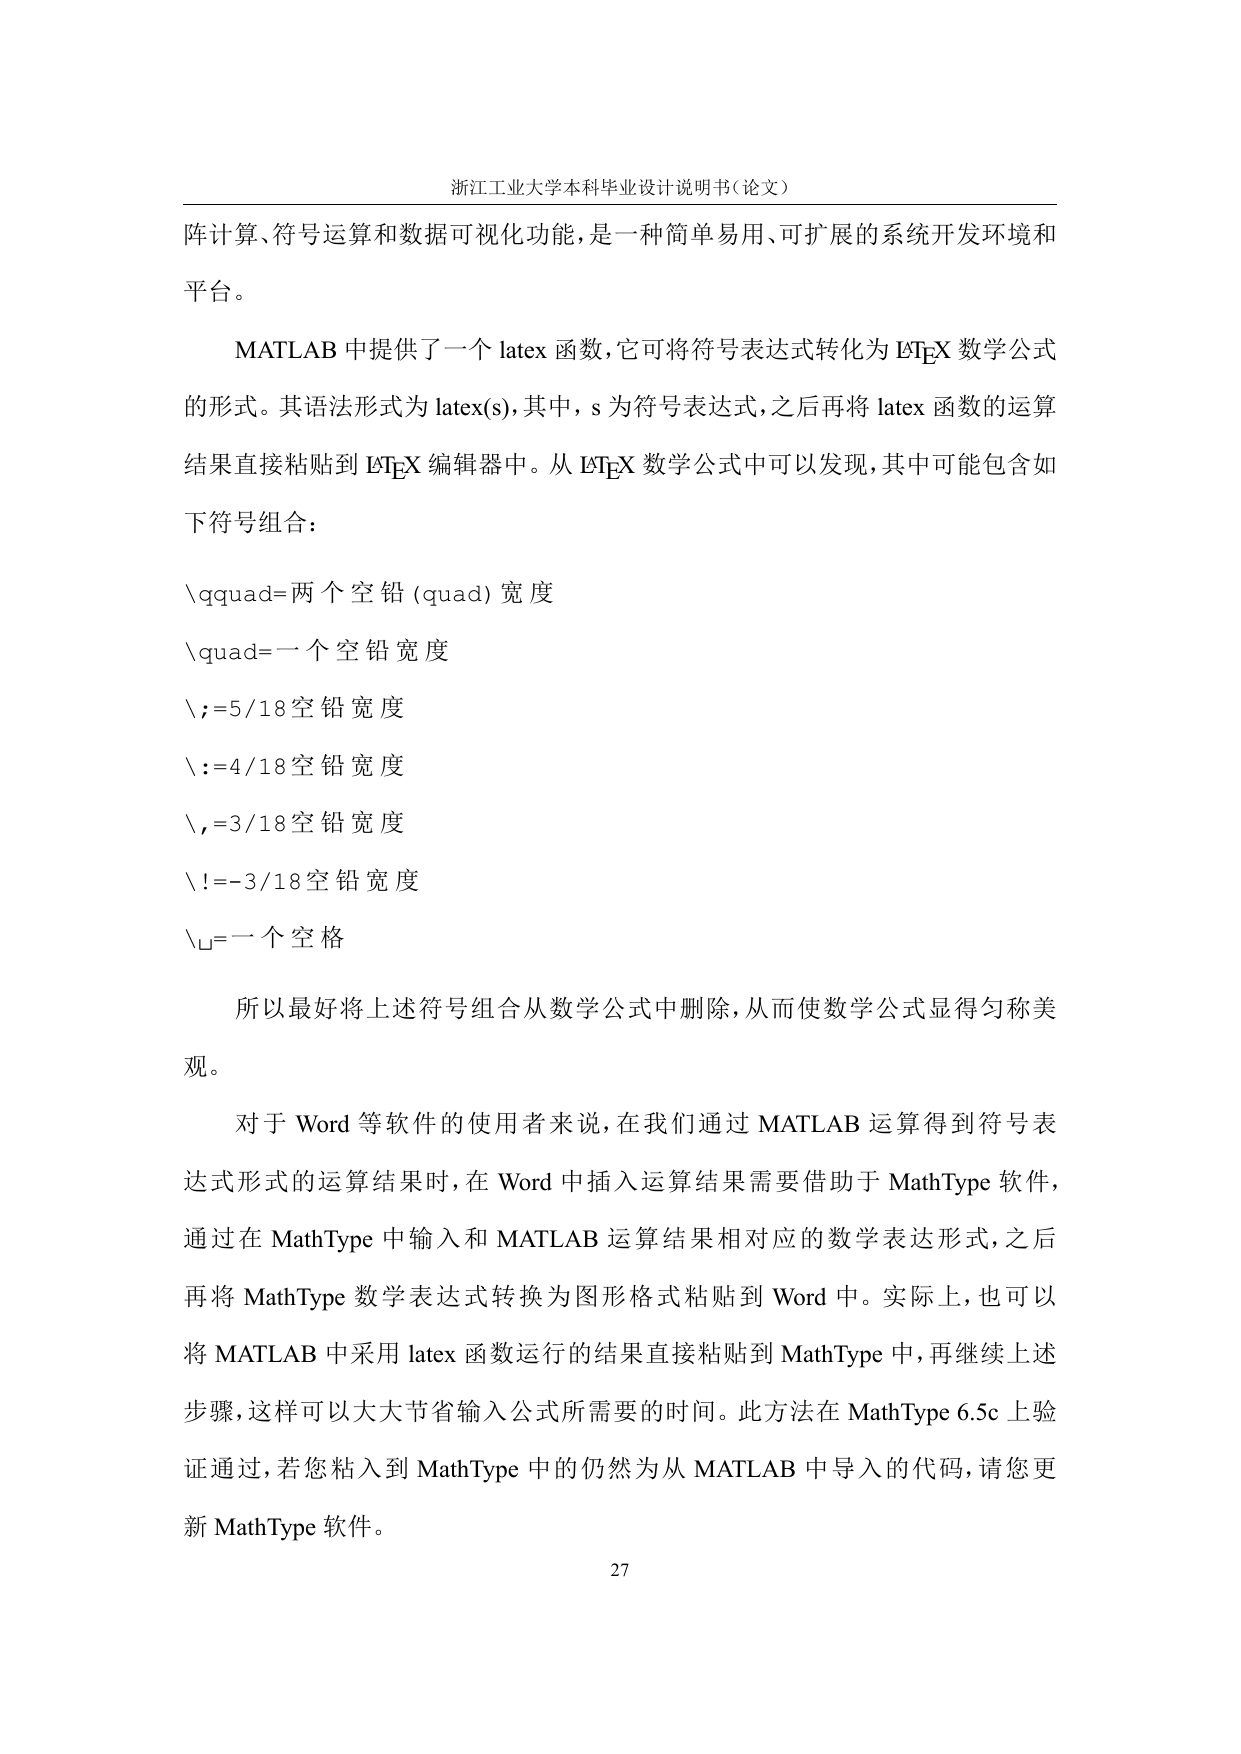 浙江工业大学本科毕业设计说明书（论文）
阵计算、符号运算和数据可视化功能，是一种简单易用、可扩展的系统开发环境和
平台。
MATLAB 中提供了一个 latex 函数，它可将符号表达式转化为 LATEX 数学公式
的形式。其语法形式为 latex(s)，其中，s 为符号表达式，之后再将 latex 函数的运算
结果直接粘贴到 LATEX 编辑器中。从 LATEX 数学公式中可以发现，其中可能包含如
下符号组合：
\qquad=两个空铅(quad)宽度
\quad=一个空铅宽度
\;=5/18空铅宽度
\:=4/18空铅宽度
\,=3/18空铅宽度
\!=-3/18空铅宽度
\␣=一个空格
所以最好将上述符号组合从数学公式中删除，从而使数学公式显得匀称美
观。
对于 Word 等软件的使用者来说，在我们通过 MATLAB 运算得到符号表
达式形式的运算结果时，在 Word 中插入运算结果需要借助于 MathType 软件，
通过在 MathType 中输入和 MATLAB 运算结果相对应的数学表达形式，之后
再将 MathType 数学表达式转换为图形格式粘贴到 Word 中。实际上，也可以
将 MATLAB 中采用 latex 函数运行的结果直接粘贴到 MathType 中，再继续上述
步骤，这样可以大大节省输入公式所需要的时间。此方法在 MathType 6.5c 上验
证通过，若您粘入到 MathType 中的仍然为从 MATLAB 中导入的代码，请您更
新 MathType 软件。
27